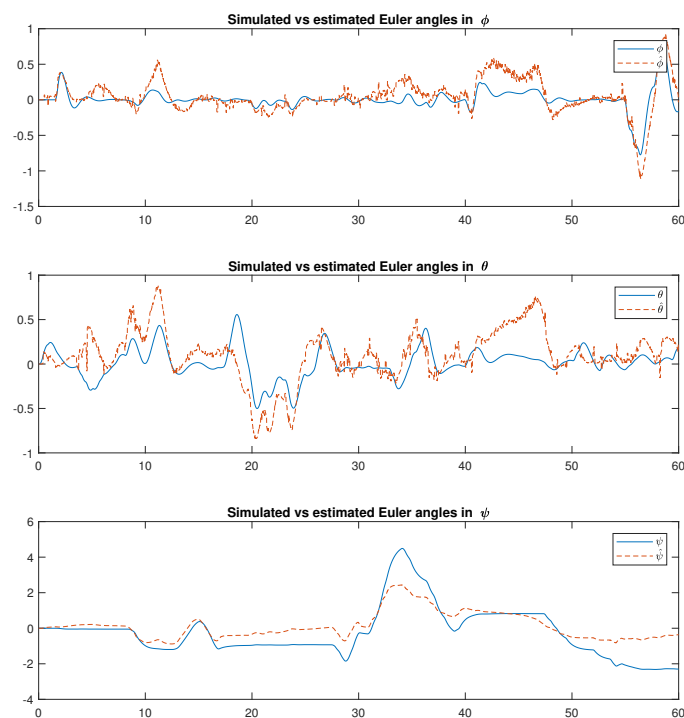 Simulated vs estimated Euler angles in ϕ
1
0.5
0
-0.5
-1
-1.5
0 10 20 30 40 50 60
ϕ
ϕ̂
Simulated vs estimated Euler angles in θ
1
0.5
0
-0.5
-1
0 10 20 30 40 50 60
θ
θ̂
Simulated vs estimated Euler angles in ψ
6
4
2
0
-2
-4
0 10 20 30 40 50 60
ψ
ψ̂